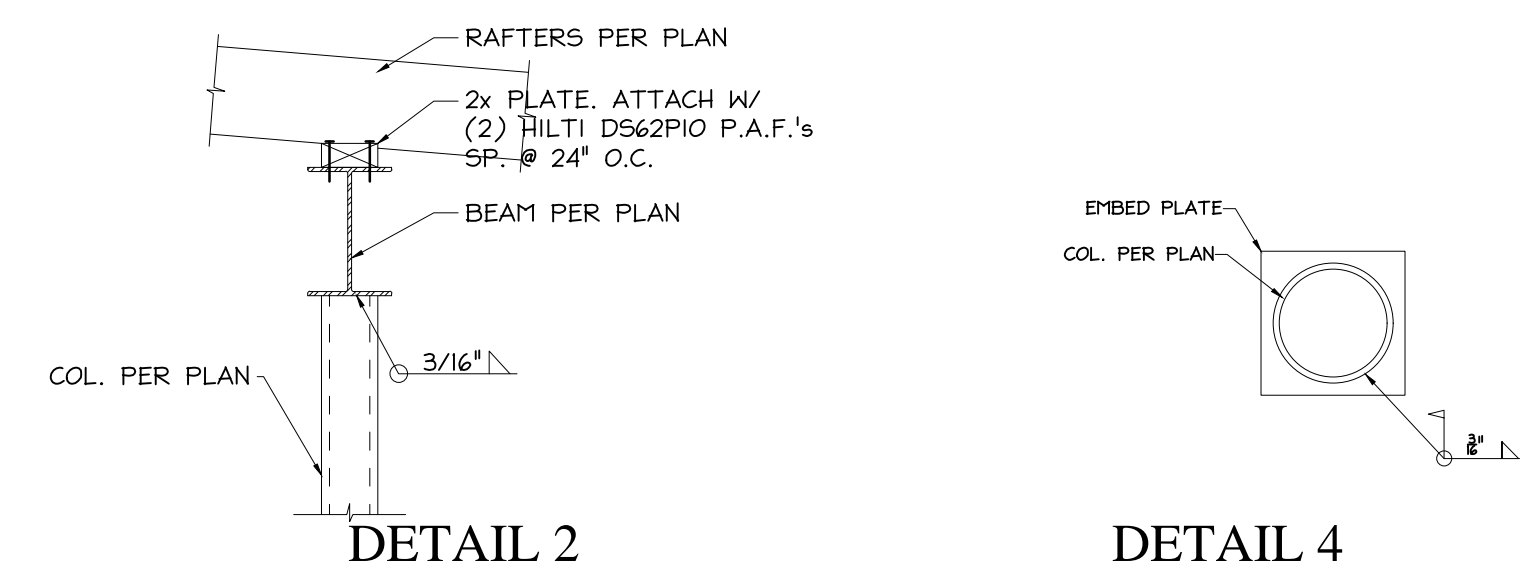 RAFTERS PER PLAN
2x PLATE. ATTACH W/
(2) HILTI DS62P10 P.A.F.'s
SP. @ 24" O.C.
BEAM PER PLAN
3/16"
COL. PER PLAN
DETAIL 2
EMBED PLATE
COL. PER PLAN
3/16"
DETAIL 4